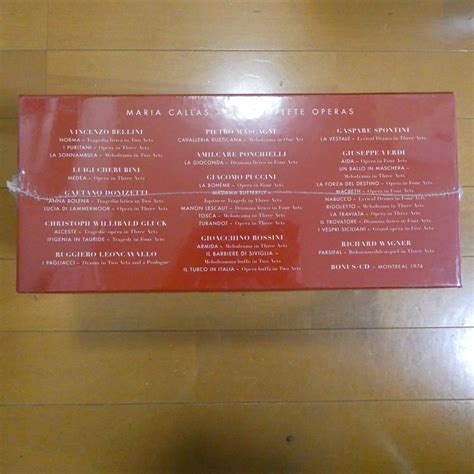 MARIA CALLAS COMPLETE OPERAS
VINCENZO BELLINI
NORMA – Tragedia lirica in Two Acts
I PURITANI – Opera in Three Acts
LA SONNAMBULA – Melodrama in Two Acts
LUIGI CHERUBINI
MEDEA – Opera in Three Acts
GAETANO DONIZETTI
ANNA BOLENA – Tragedia lirica in Two Acts
LUCIA DI LAMMERMOOR – Opera in Three Acts
CHRISTOPH WILLIBALD GLUCK
ALCESTE – Tragedie opera in Three Acts
IFIGENIA IN TAURIDE – Tragedy in Four Acts
RUGGIERO LEONCAVALLO
I PAGLIACCI – Drama in Two Acts and a Prologue
PIETRO MASCAGNI
CAVALLERIA RUSTICANA – Melodrama in One Act
AMILCARE PONCHIELLI
LA GIOCONDA – Dramma lirico in Four Acts
GIACOMO PUCCINI
LA BOHÈME – Opera in Four Acts
MADAMA BUTTERFLY –
Japanese Tragedy in Three Acts
MANON LESCAUT – Dramma lirico in Four Acts
TOSCA – Melodrama in Three Acts
TURANDOT – Opera in Three Acts
GIOACCHINO ROSSINI
ARMIDA – Melodrama in Three Acts
IL BARBIERE DI SIVIGLIA –
Melodramma buffo in Two Acts
IL TURCO IN ITALIA – Opera buffa in Two Acts
GASPARE SPONTINI
LA VESTALE – Lyrical Drama in Three Acts
GIUSEPPE VERDI
AIDA – Opera in Four Acts
UN BALLO IN MASCHERA –
Melodrama in Three Acts
LA FORZA DEL DESTINO – Opera in Four Acts
MACBETH – Opera in Four Acts
NABUCCO – Lyrical Drama in Four Acts
RIGOLETTO – Melodrama in Three Acts
LA TRAVIATA – Opera in Three Acts
IL TROVATORE – Dramma lirico in Four Acts
I VESPRI SICILIANI – Grand opera in Five Acts
RICHARD WAGNER
PARSIFAL – Bühnenweihfestspiel in Three Acts
BONUS-CD – MONTREAL 1974